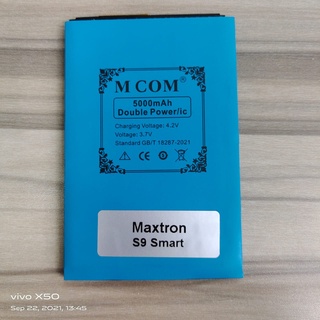 M COM®
5000mAh
Double Power/ic
Charging Voltage: 4.2V
Voltage: 3.7V
Standard GB/T 18287-2021
Maxtron
S9 Smart
vivo X50
Sep 22, 2021, 13:45